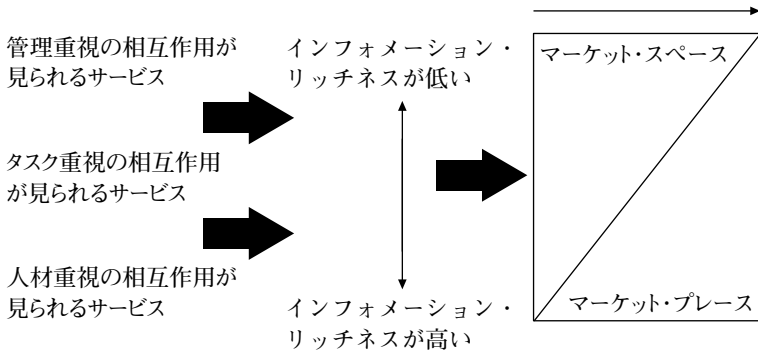 管理重視の相互作用が
見られるサービス
タスク重視の相互作用
が見られるサービス
人材重視の相互作用が
見られるサービス
インフォメーション・
リッチネスが低い
インフォメーション・
リッチネスが高い
マーケット・スペース
マーケット・プレース